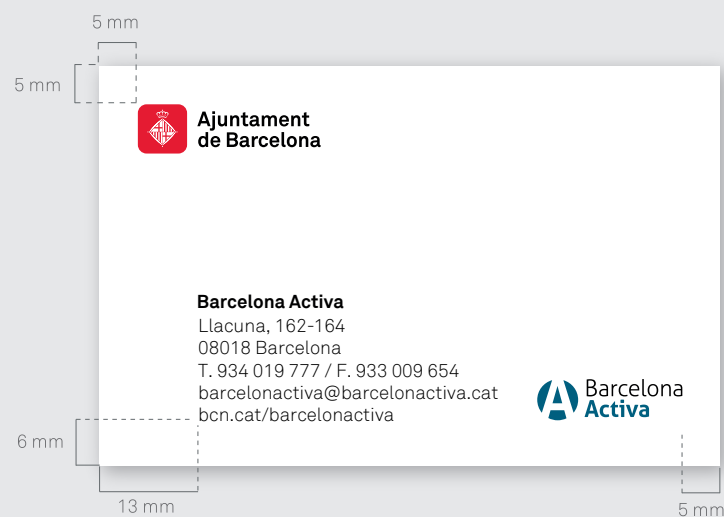 5 mm
5 mm
Ajuntament
de Barcelona
Barcelona Activa
Llacuna, 162-164
08018 Barcelona
T. 934 019 777 / F. 933 009 654
barcelonactiva@barcelonactiva.cat
bcn.cat/barcelonactiva
Barcelona
Activa
6 mm
13 mm
5 mm